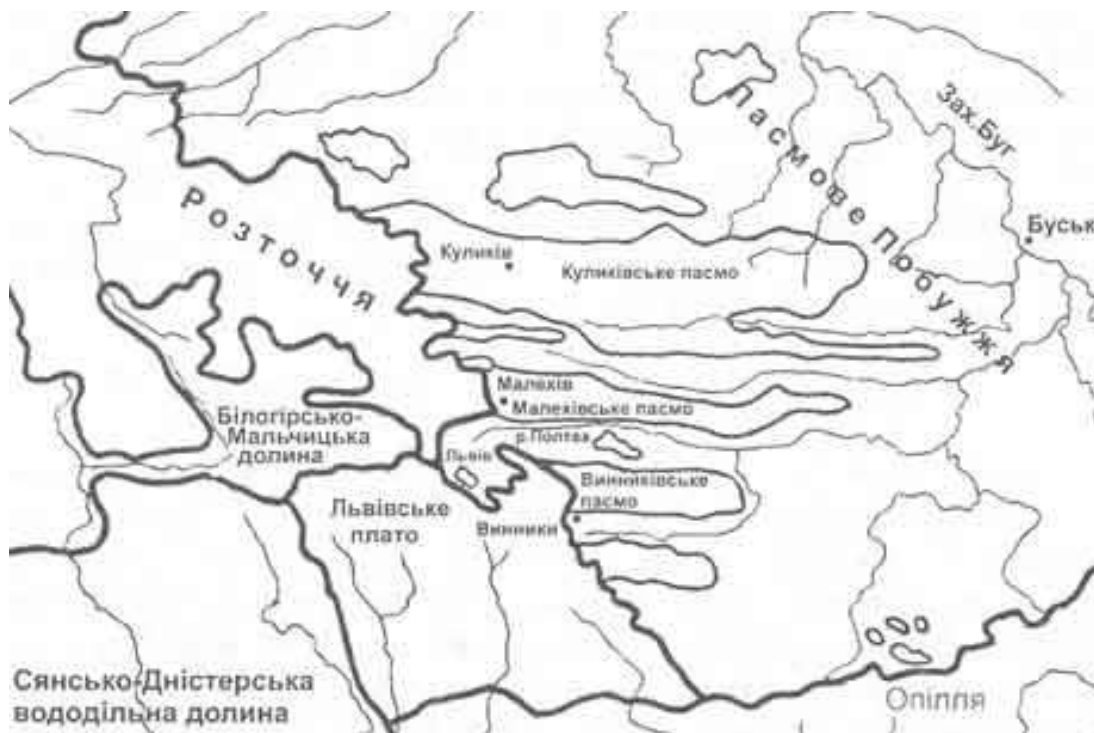 Пасмове Побужжя
Зах.Буг
Розточчя
Буськ
Куликів
Куликівське пасмо
Малехів
Малехівське пасмо
Білогірсько-
Мальчицька
долина
р.Полтва
Львів
Винниківське
пасмо
Львівське
плато
Винники
Сянсько-Дністерська
вододільна долина
Опілля